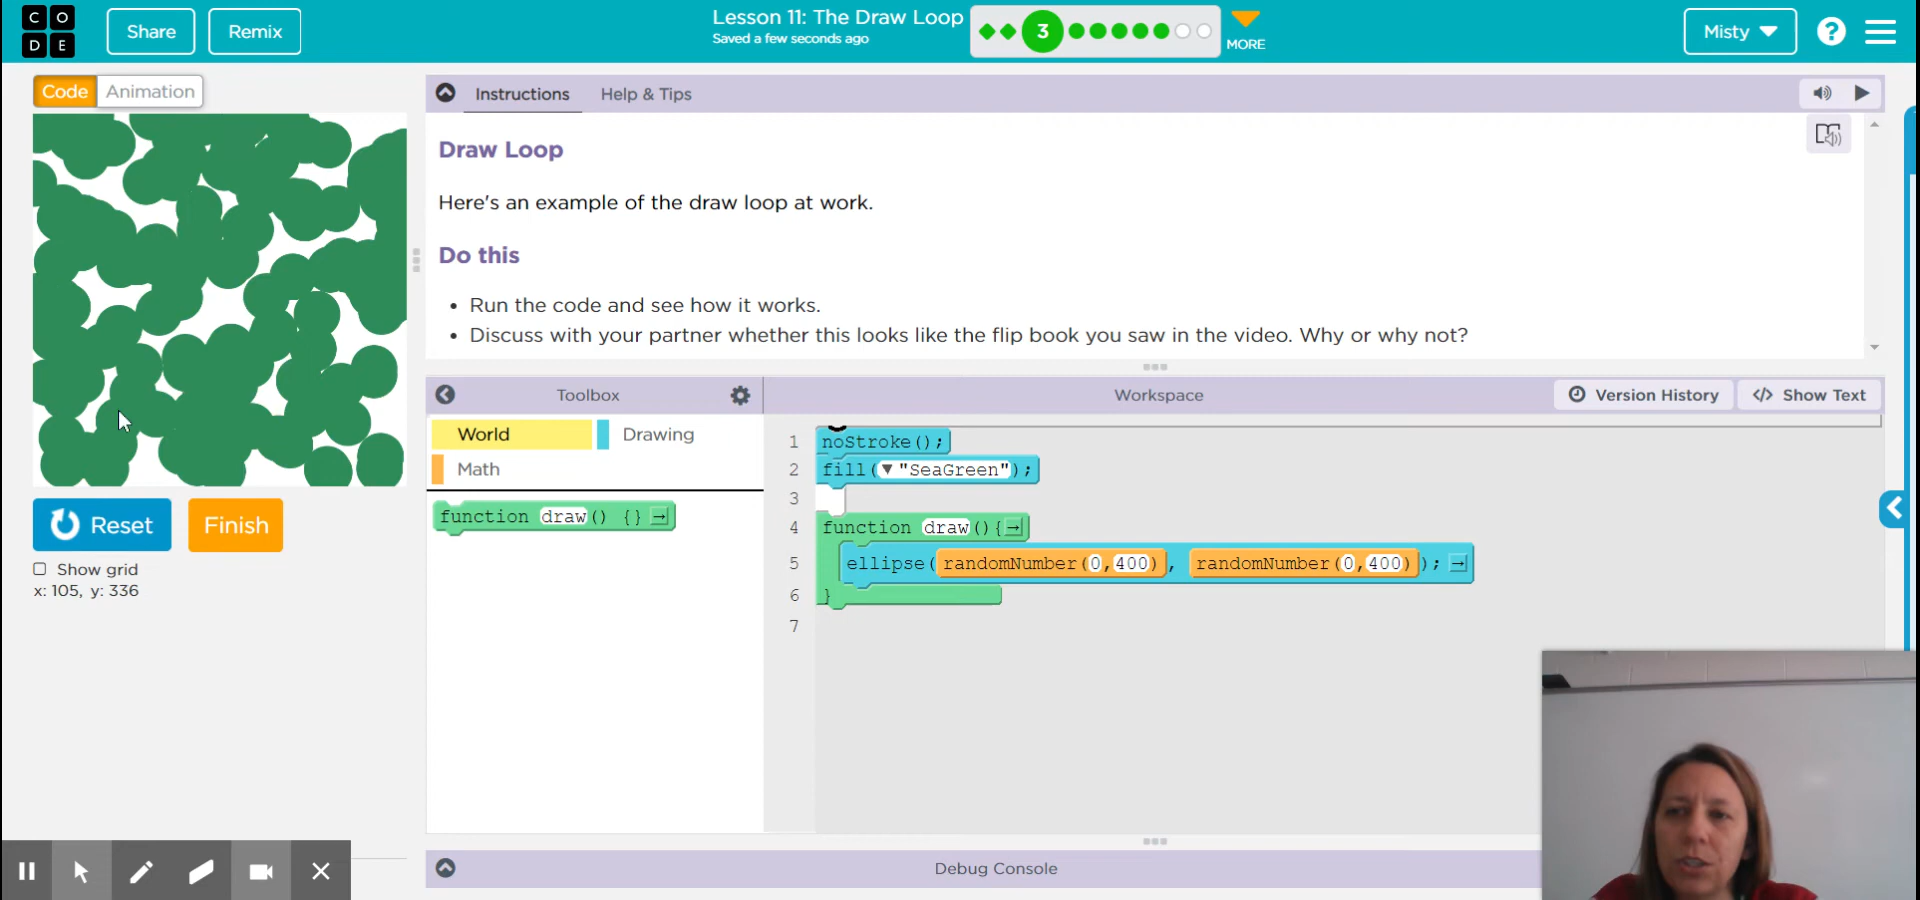 C O
D E
Share
Remix
Lesson 11: The Draw Loop
Saved a few seconds ago
3
MORE
Misty
?
Code
Animation
Instructions
Help & Tips
Draw Loop
Here's an example of the draw loop at work.
Do this
• Run the code and see how it works.
• Discuss with your partner whether this looks like the flip book you saw in the video. Why or why not?
Reset
Finish
Show grid
x: 105, y: 336
Toolbox
World
Drawing
Math
function draw() {}
Workspace
Version History
</> Show Text
1 noStroke();
2 fill("SeaGreen");
3
4 function draw(){
5 ellipse(randomNumber(0,400), randomNumber(0,400));
6 }
7
Debug Console